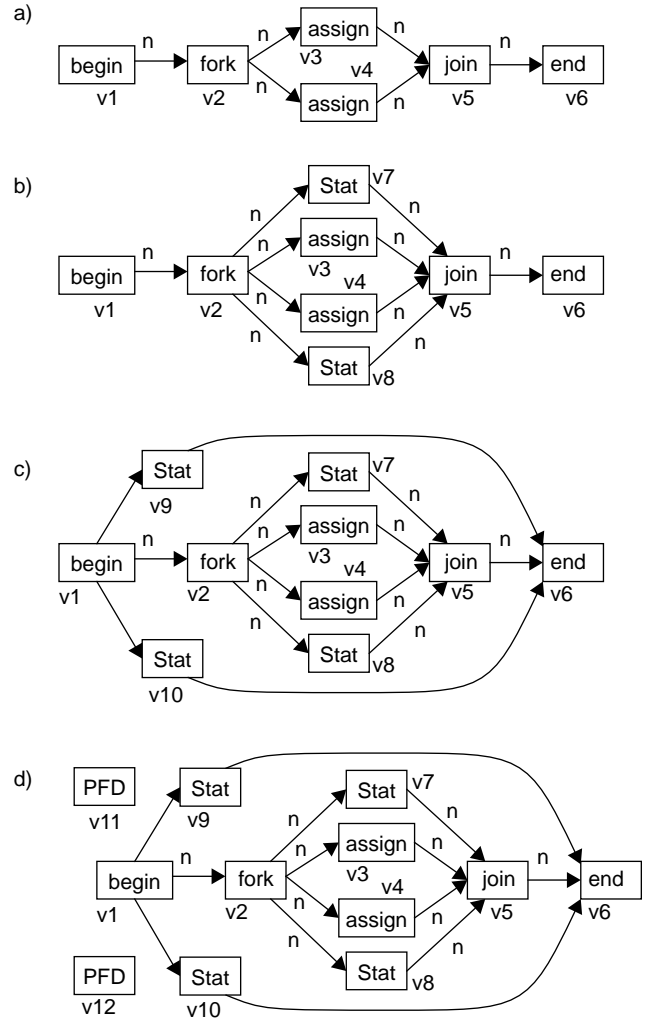 a)
n n assign n n
begin fork v3 join end
v4
v1 v2 n assign n v5 v6
b)
Stat v7
n n
n assign n
begin n fork v3 join n end
v4
v1 v2 n assign n v5 v6
n Stat n
v8
c)
Stat v9
Stat v7
n n
n assign n
begin n fork v3 join n end
v4
v1 v2 n assign n v5 v6
n Stat n
v8
Stat
v10
d)
PFD Stat Stat v7
v11 v9
n n
n assign n
begin n fork v3 join n end
v4
v1 v2 n assign n v5 v6
n Stat n
PFD Stat v8
v12 v10